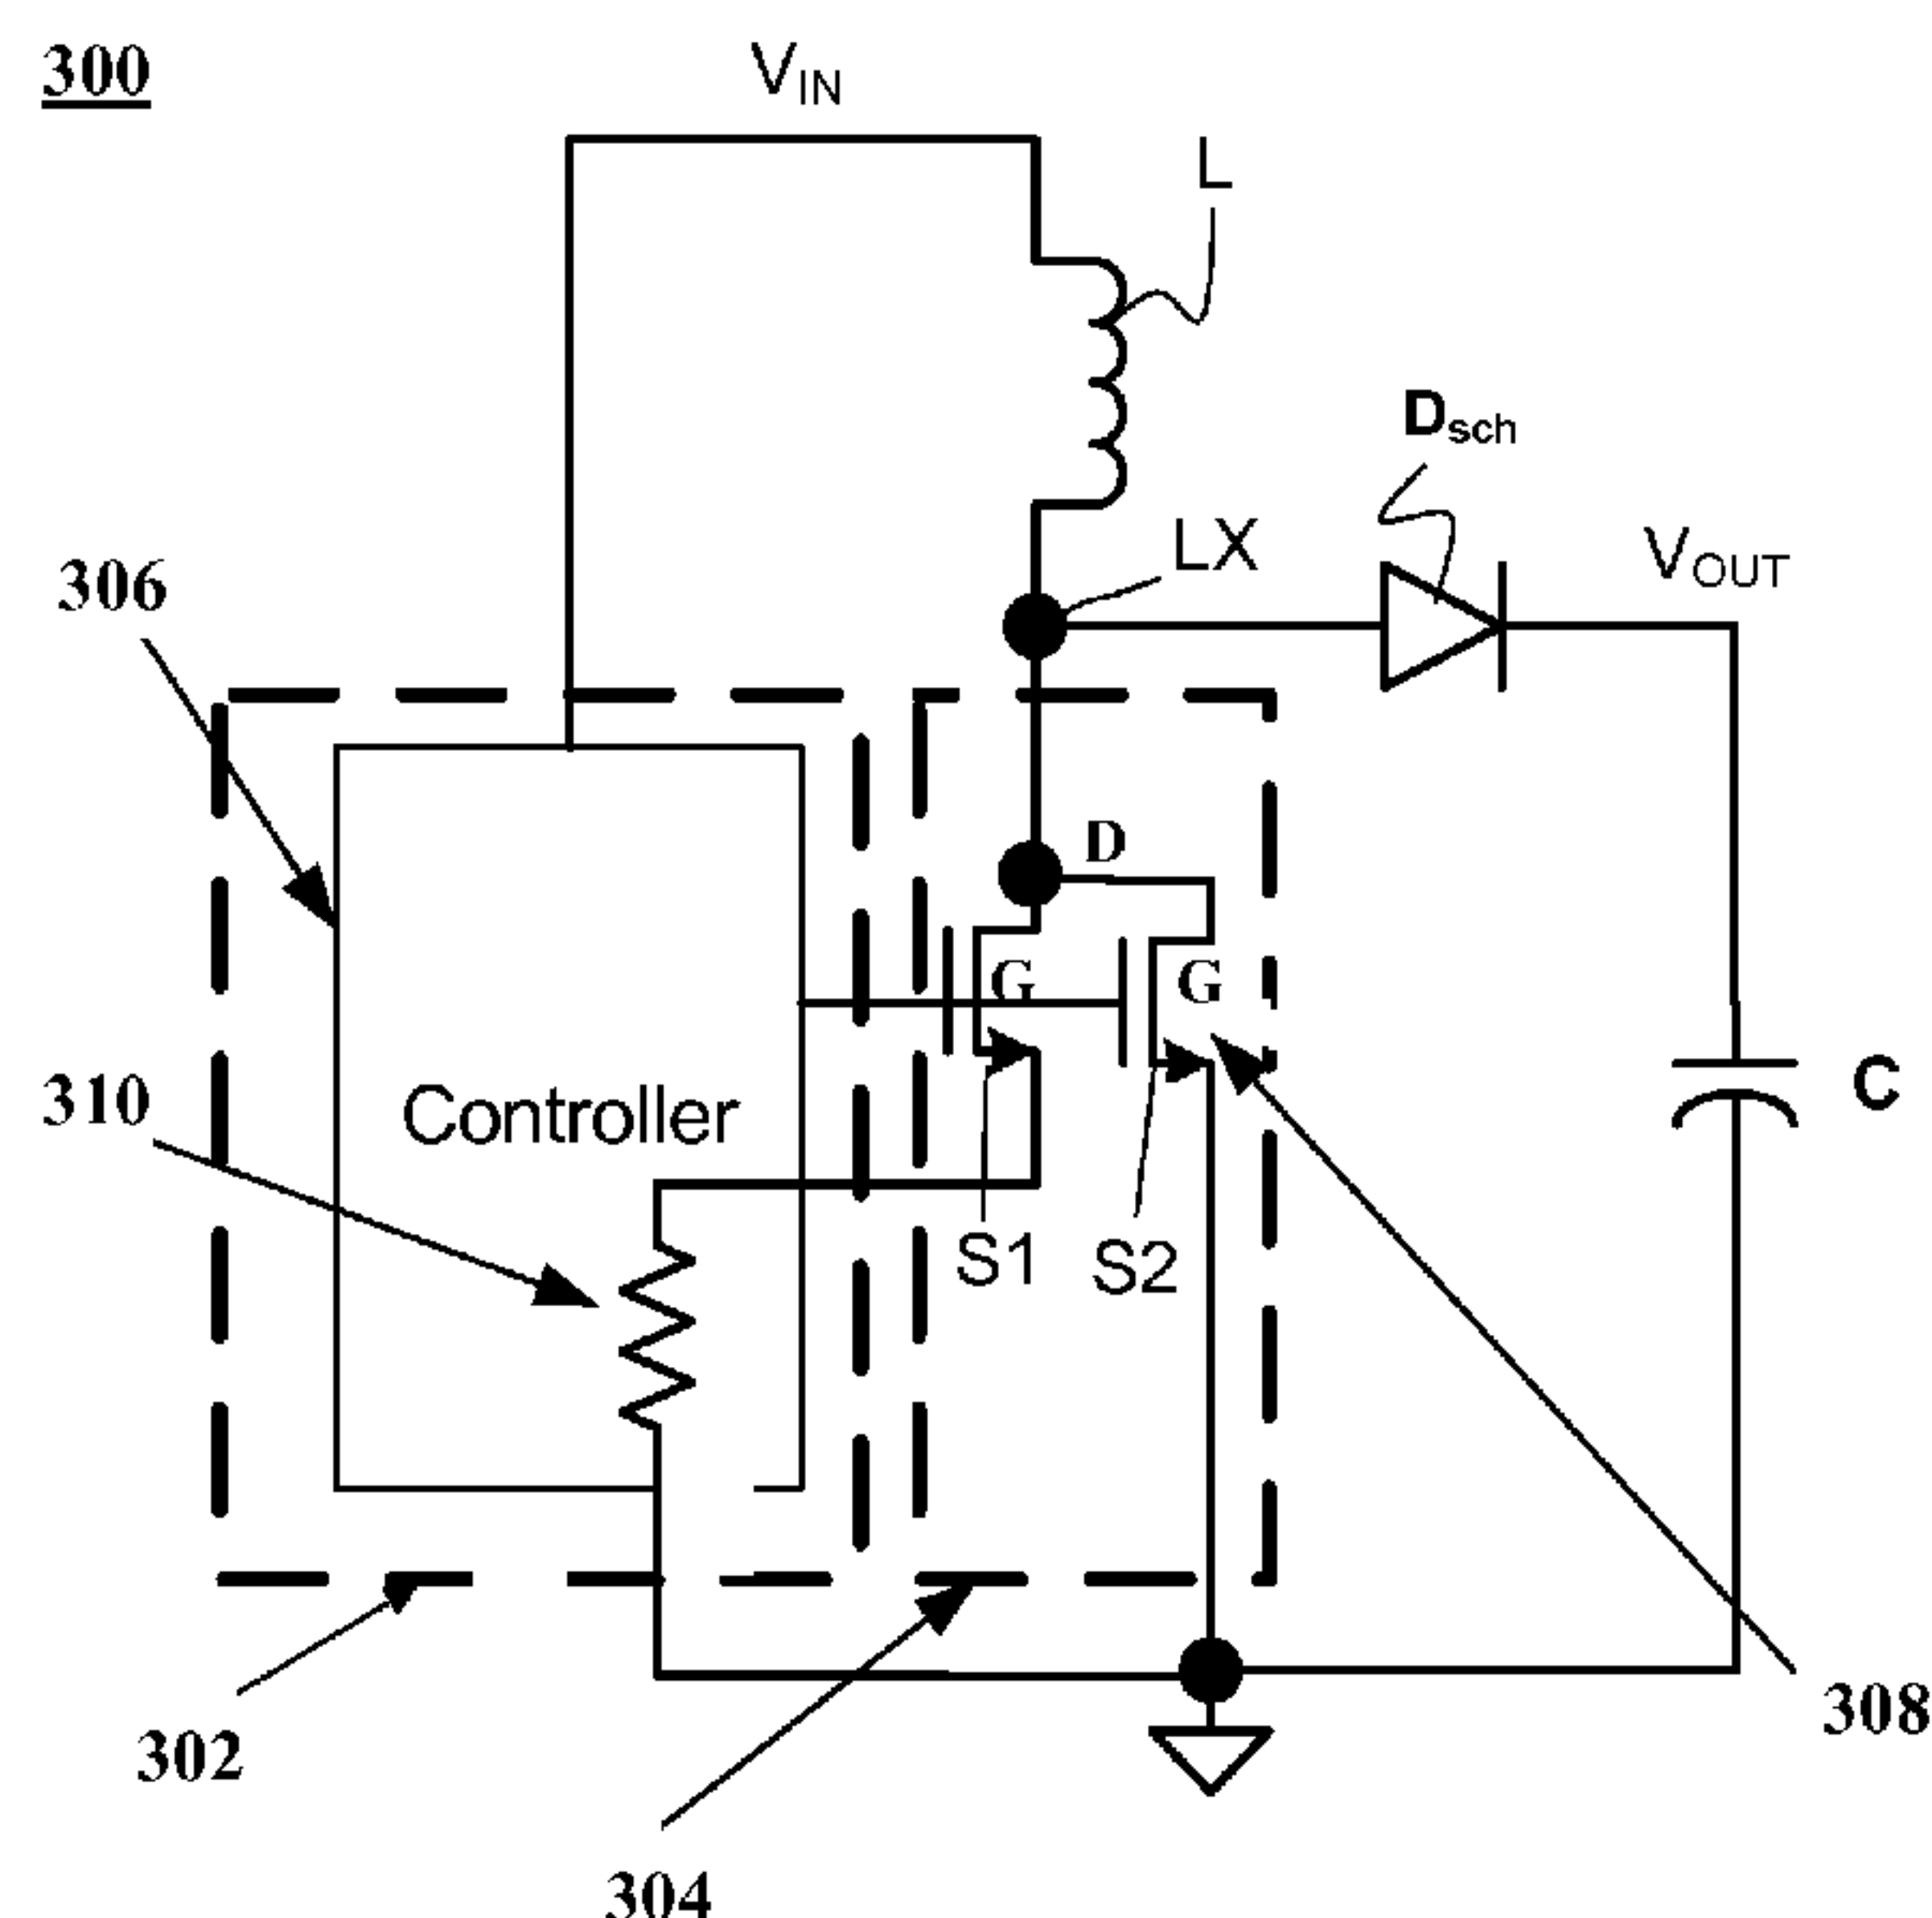 300
VIN
L
Dsch
LX
VOUT
306
D
G
G
310
Controller
C
S1
S2
308
302
304